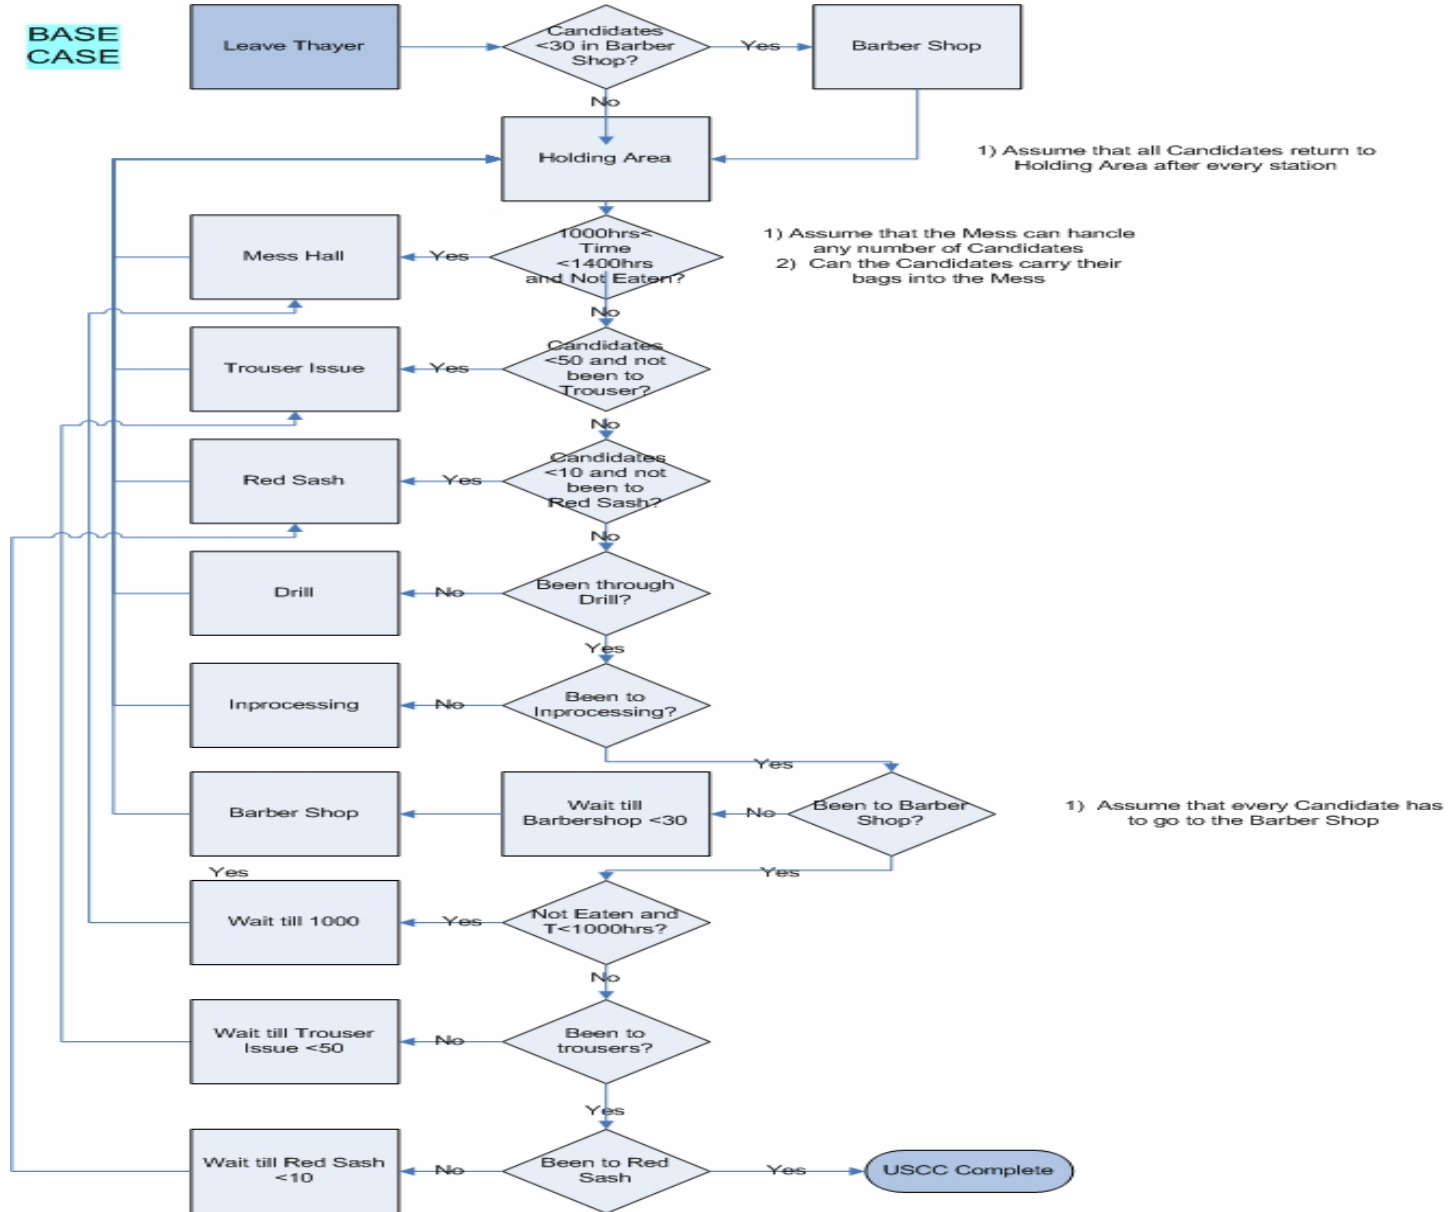 BASE
CASE
Leave Thayer
Candidates
<30 in Barber
Shop?
Yes
Barber Shop
No
Holding Area
1) Assume that all Candidates return to
Holding Area after every station
Mess Hall
Yes
1000hrs<
Time
<1400hrs
and Not Eaten?
1) Assume that the Mess can handle
any number of Candidates
2) Can the Candidates carry their
bags into the Mess
No
Trouser Issue
Yes
Candidates
<50 and not
been to
Trouser?
No
Red Sash
Yes
Candidates
<10 and not
been to
Red Sash?
No
Drill
No
Been through
Drill?
Yes
Inprocessing
No
Been to
Inprocessing?
Yes
Barber Shop
Wait till
Barbershop <30
No
Been to Barber
Shop?
1) Assume that every Candidate has
to go to the Barber Shop
Yes
Yes
Wait till 1000
Yes
Not Eaten and
T<1000hrs?
No
Wait till Trouser
Issue <50
No
Been to
trousers?
Yes
Wait till Red Sash
<10
No
Been to Red
Sash
Yes
USCC Complete